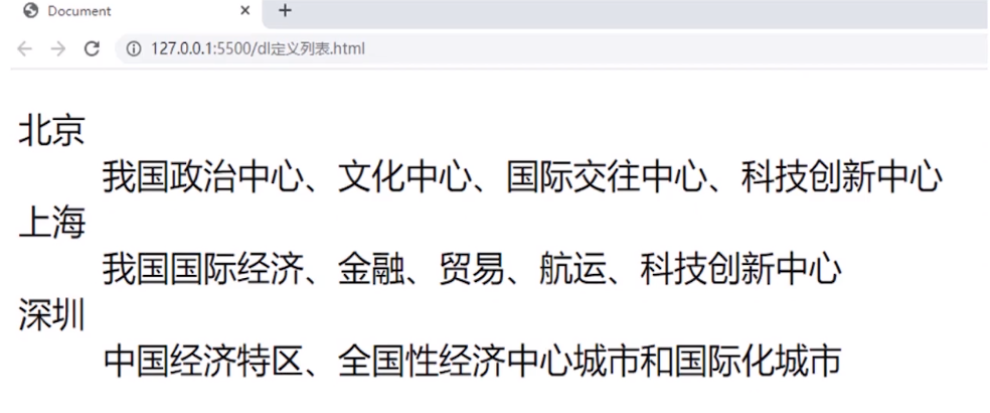 Document
127.0.0.1:5500/dl定义列表.html
北京
我国政治中心、文化中心、国际交往中心、科技创新中心
上海
我国国际经济、金融、贸易、航运、科技创新中心
深圳
中国经济特区、全国性经济中心城市和国际化城市